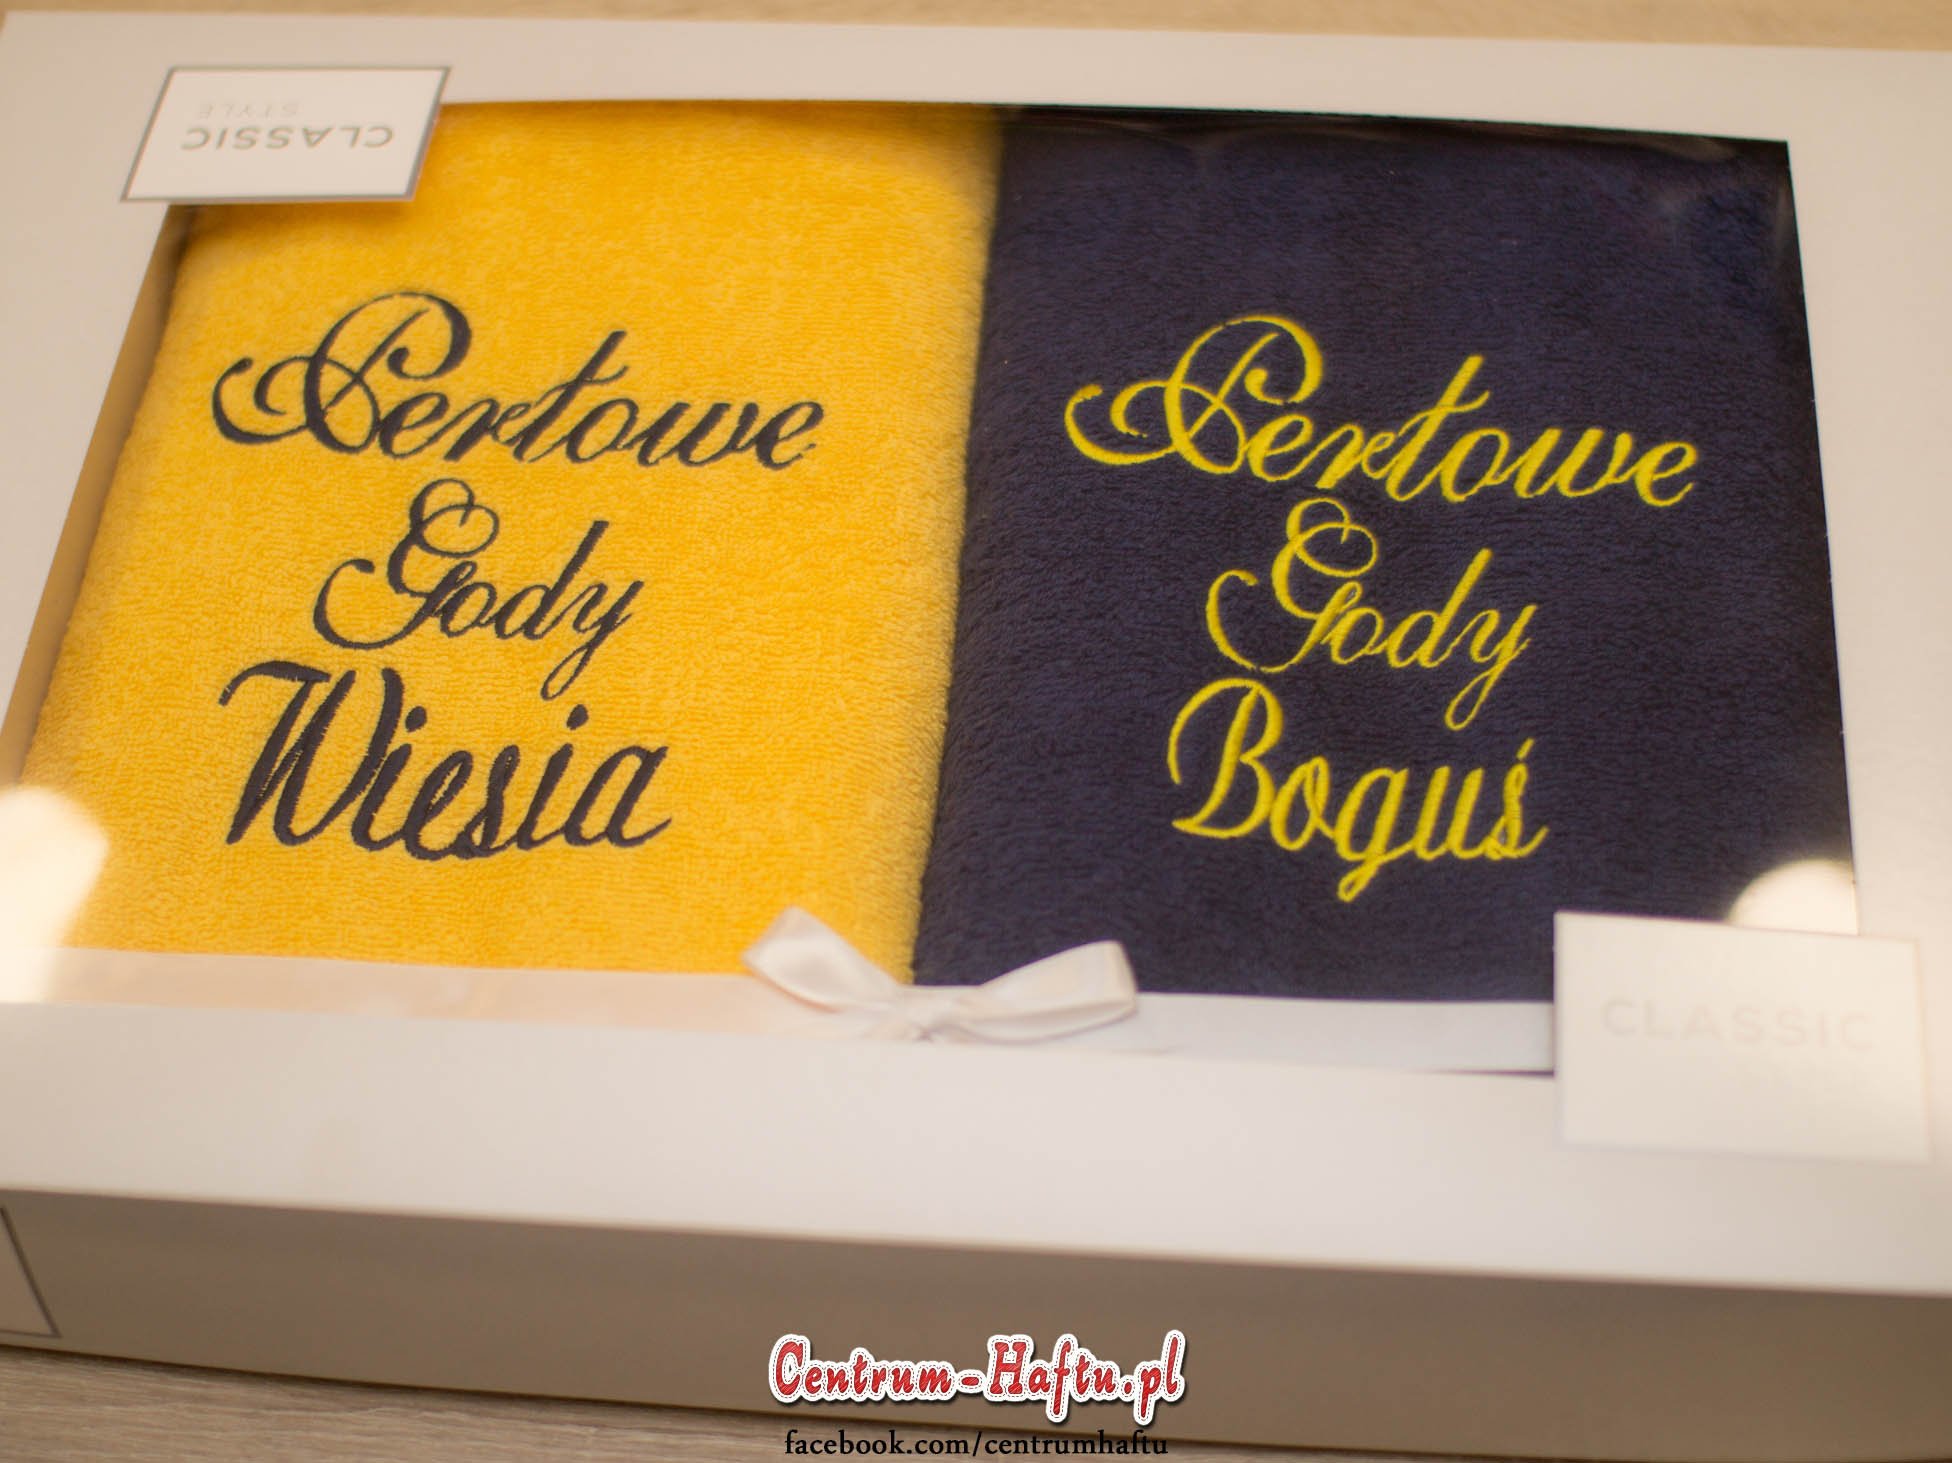 CLASSIC
STYLE
Perłowe
Gody
Wiesia
Perłowe
Gody
Boguś
CLASSIC
Centrum-Haftu.pl
facebook.com/centrumhaftu